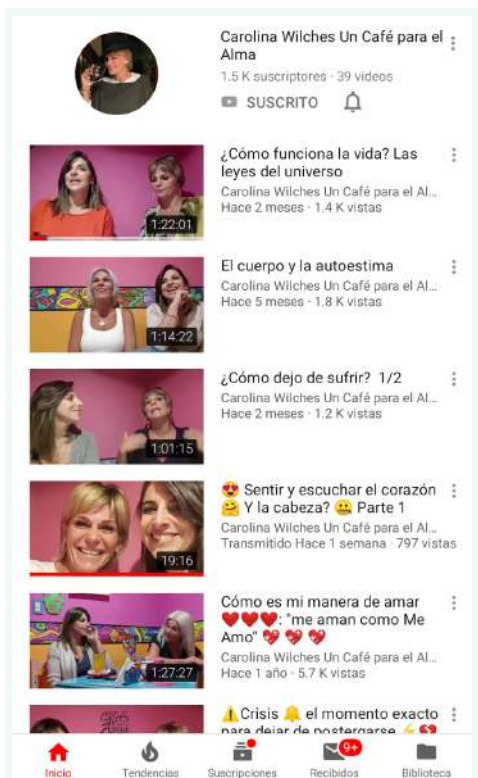 Carolina Wilches Un Café para el
Alma
1.5 K suscriptores · 39 videos
SUSCRITO
¿Cómo funciona la vida? Las
leyes del universo
Carolina Wilches Un Café para el Al...
Hace 2 meses · 1.4 K vistas
1:22:01
El cuerpo y la autoestima
Carolina Wilches Un Café para el Al...
Hace 5 meses · 1.8 K vistas
1:14:22
¿Cómo dejo de sufrir? 1/2
Carolina Wilches Un Café para el Al...
Hace 2 meses · 1.2 K vistas
1:01:15
😍 Sentir y escuchar el corazón
🤗 Y la cabeza? 🤐 Parte 1
Carolina Wilches Un Café para el Al...
Transmitido Hace 1 semana · 797 vistas
19:16
Cómo es mi manera de amar
❤❤❤: "me aman como Me
Amo" 💖 💖 💖
Carolina Wilches Un Café para el Al...
Hace 1 año · 5.7 K vistas
1:27:27
⚠Crisis 🔔 el momento exacto
para dejar de postergarse ⚡💔
9+
Inicio
Tendencias
Suscripciones
Recibidos
Biblioteca